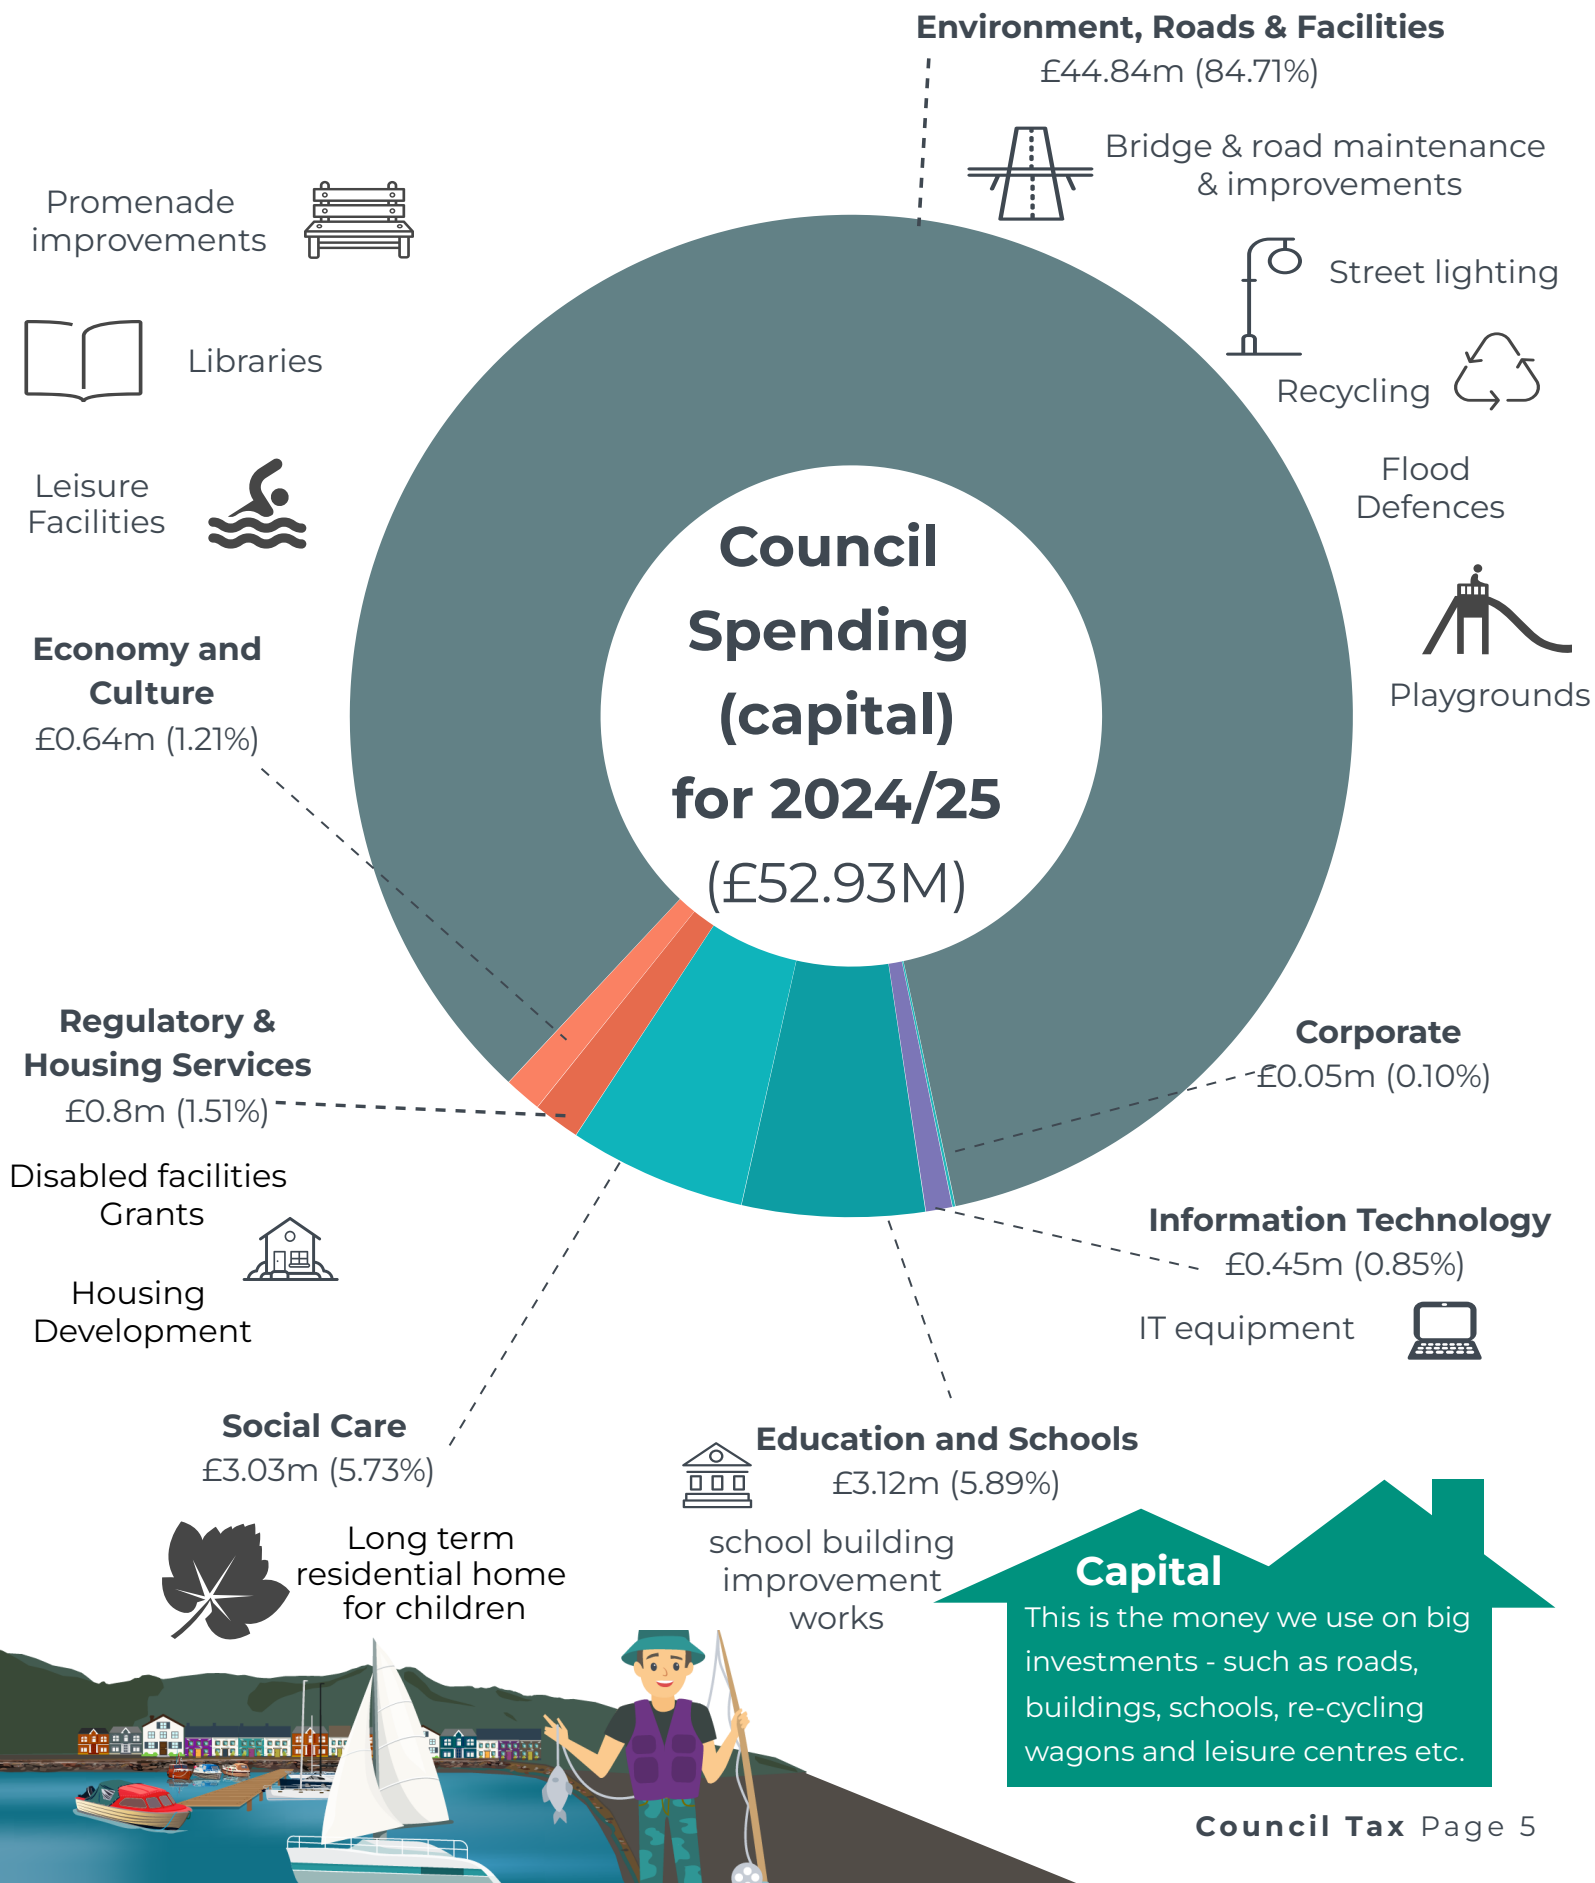 Environment, Roads & Facilities
£44.84m (84.71%)
Bridge & road maintenance
& improvements
Street lighting
Recycling
Flood
Defences
Playgrounds
Promenade
improvements
Libraries
Leisure
Facilities
Economy and
Culture
£0.64m (1.21%)
Council
Spending
(capital)
for 2024/25
(£52.93M)
Regulatory &
Housing Services
£0.8m (1.51%)
Disabled facilities
Grants
Housing
Development
Corporate
£0.05m (0.10%)
Information Technology
£0.45m (0.85%)
IT equipment
Social Care
£3.03m (5.73%)
Long term
residential home
for children
Education and Schools
£3.12m (5.89%)
school building
improvement
works
Capital
This is the money we use on big
investments - such as roads,
buildings, schools, re-cycling
wagons and leisure centres etc.
Council Tax Page 5